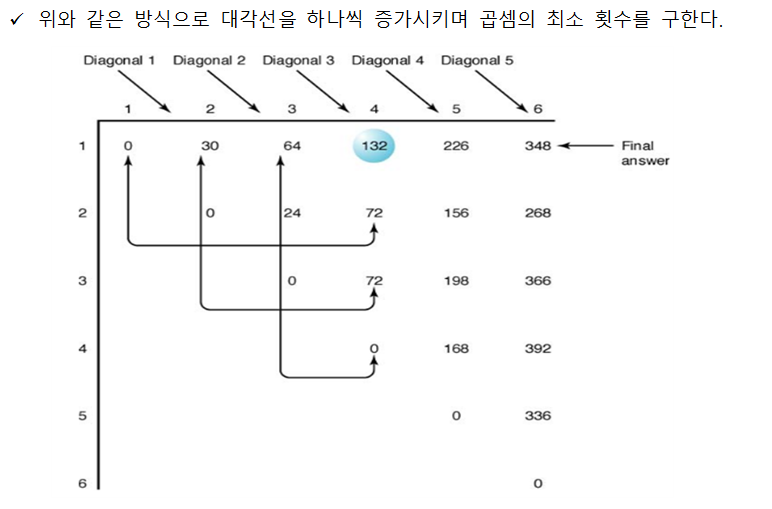 ✓ 위와 같은 방식으로 대각선을 하나씩 증가시키며 곱셈의 최소 횟수를 구한다.
Diagonal 1 Diagonal 2 Diagonal 3 Diagonal 4 Diagonal 5
1 2 3 4 5 6
1 0 30 64 132 226 348 Final
answer
2 0 24 72 156 268
3 0 72 198 366
4 0 168 392
5 0 336
6 0